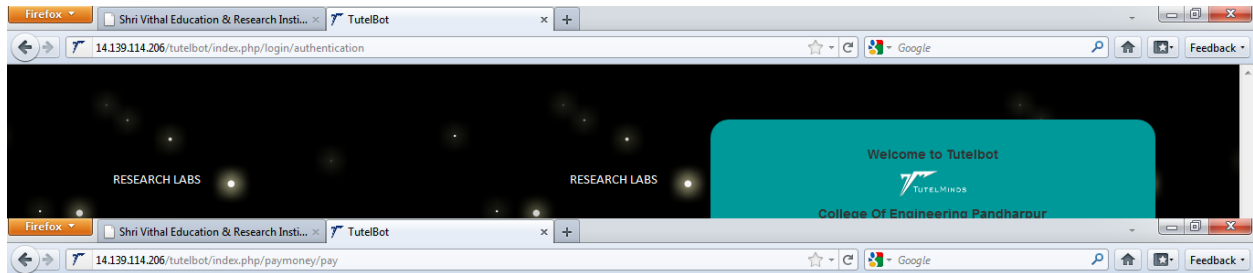 Firefox
Shri Vithal Education & Research Insti... TutelBot
14.139.114.206/tutelbot/index.php/login/authentication Google Feedback
Welcome to Tutelbot
RESEARCH LABS RESEARCH LABS TUTELMINDS
College Of Engineering Pandharpur
Firefox
Shri Vithal Education & Research Insti... TutelBot
14.139.114.206/tutelbot/index.php/paymoney/pay Google Feedback